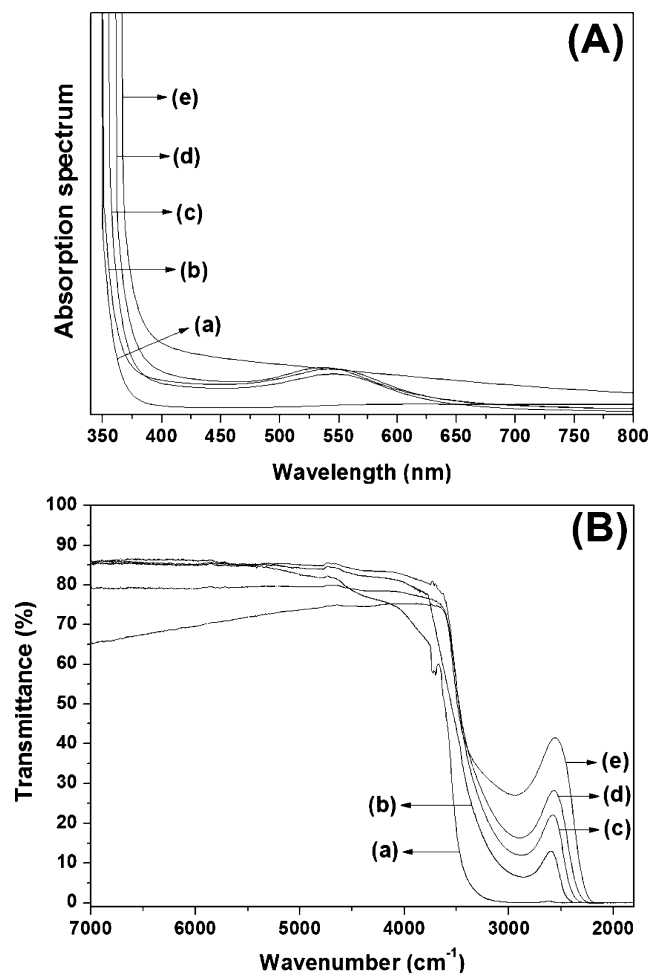 (A)
Absorption spectrum
(e)
(d)
(c)
(b)
(a)
350 400 450 500 550 600 650 700 750 800
Wavelength (nm)
(B)
Transmittance (%)
100
90
80
70
60
50
40
30
20
10
0
(e)
(d)
(b)
(c)
(a)
7000 6000 5000 4000 3000 2000
Wavenumber (cm⁻¹)